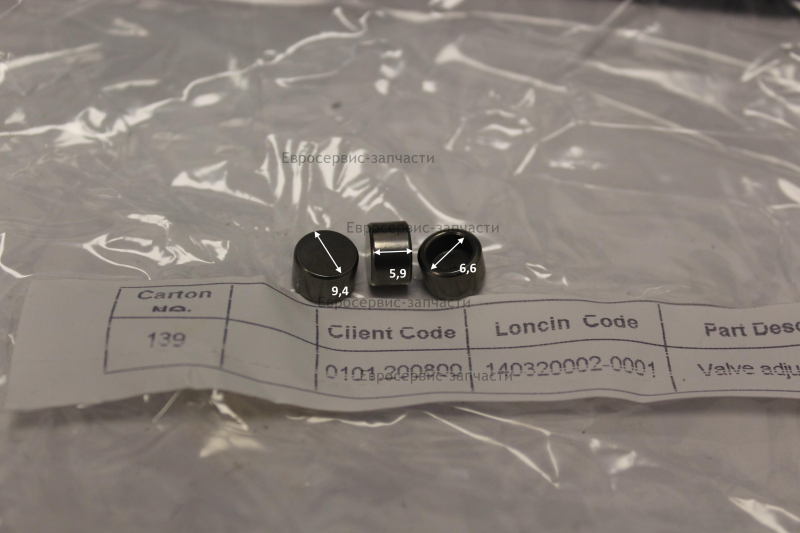 Евросервис-запчасти
Евросервис-запчасти
5,9
6,6
9,4
Евросервис-запчасти
Carton
NO.
Client Code
Loncin Code
Part Desc
139
0101-200800
140320002-0001
Valve adju
Евросервис-запчасти